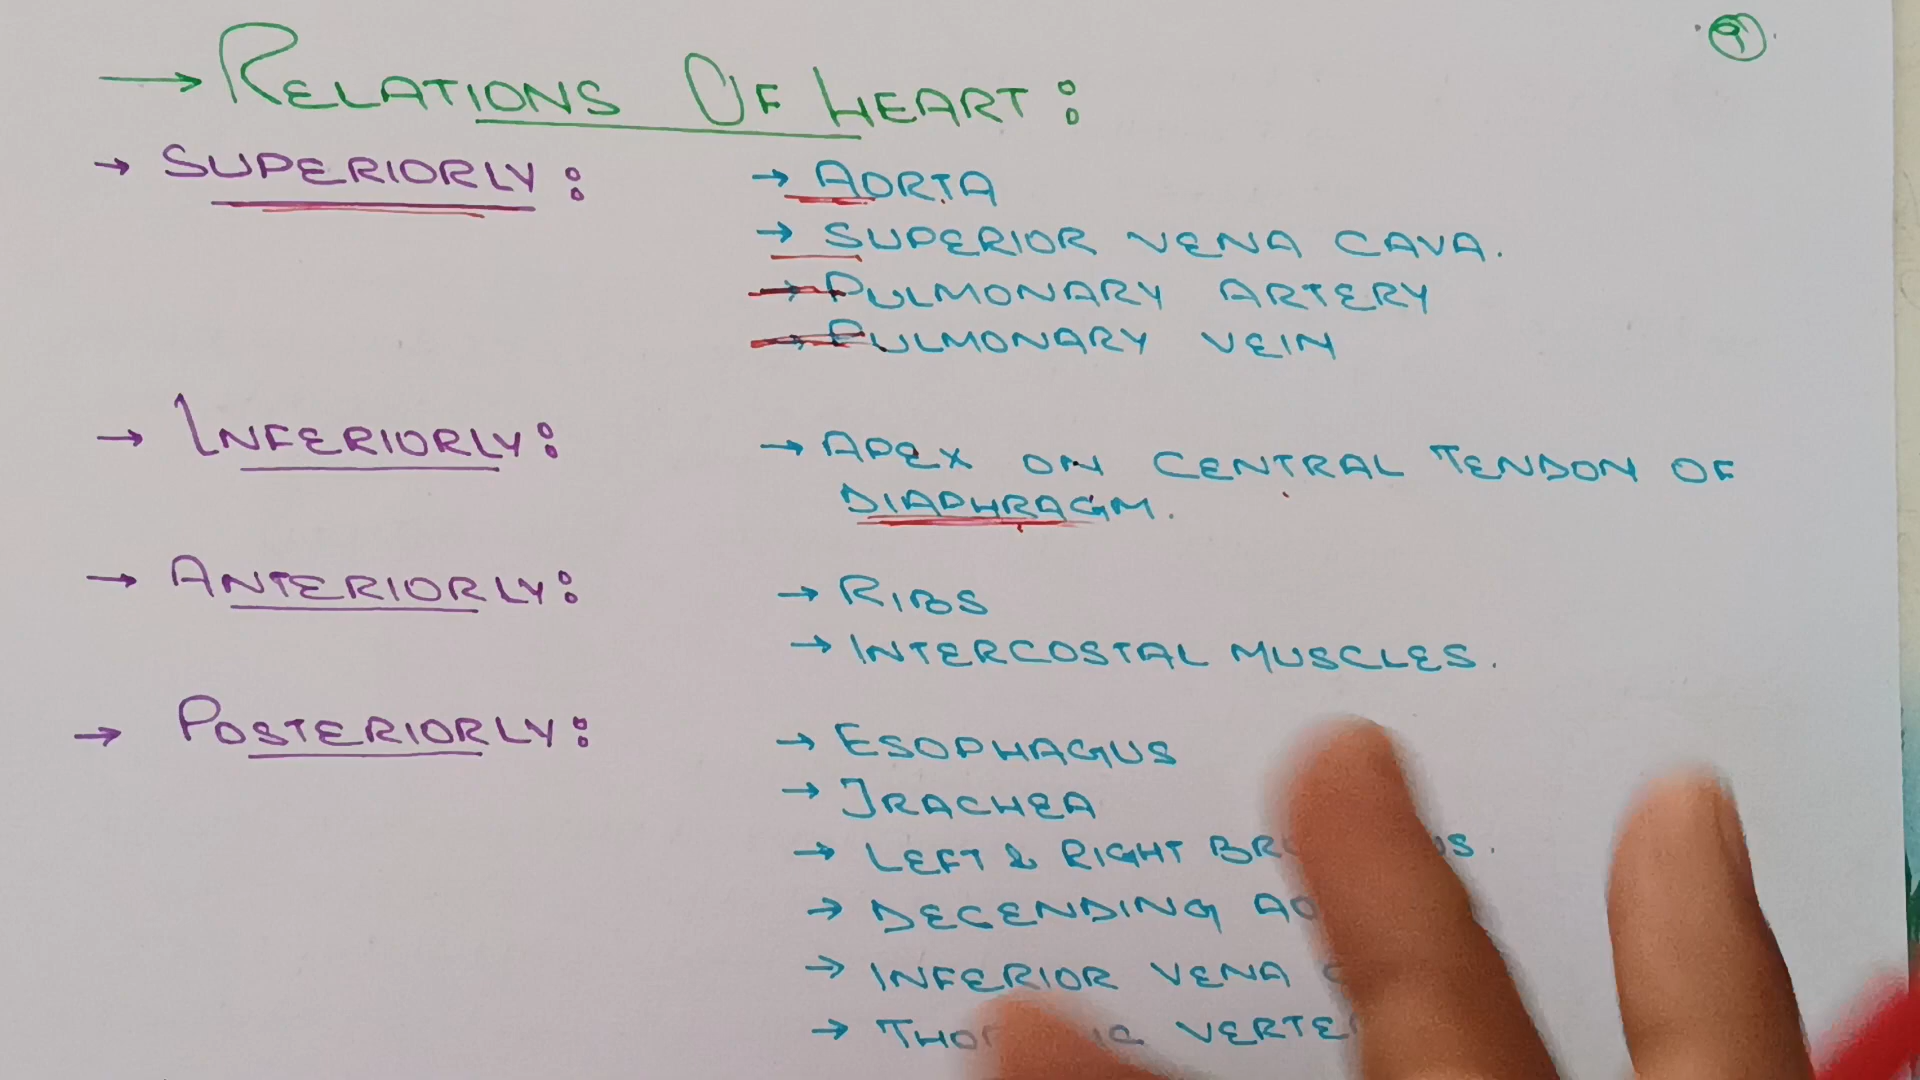 9
→ RELATIONS OF HEART:
→ SUPERIORLY: → AORTA
→ SUPERIOR VENA CAVA.
→ PULMONARY ARTERY
→ PULMONARY VEIN
→ INFERIORLY: → APEX ON CENTRAL TENDON OF
DIAPHRAGM.
→ ANTERIORLY: → RIBS
→ INTERCOSTAL MUSCLES.
→ POSTERIORLY: → ESOPHAGUS
→ TRACHEA
→ LEFT & RIGHT
→ DECENDING
→ INFERIOR VENA
→